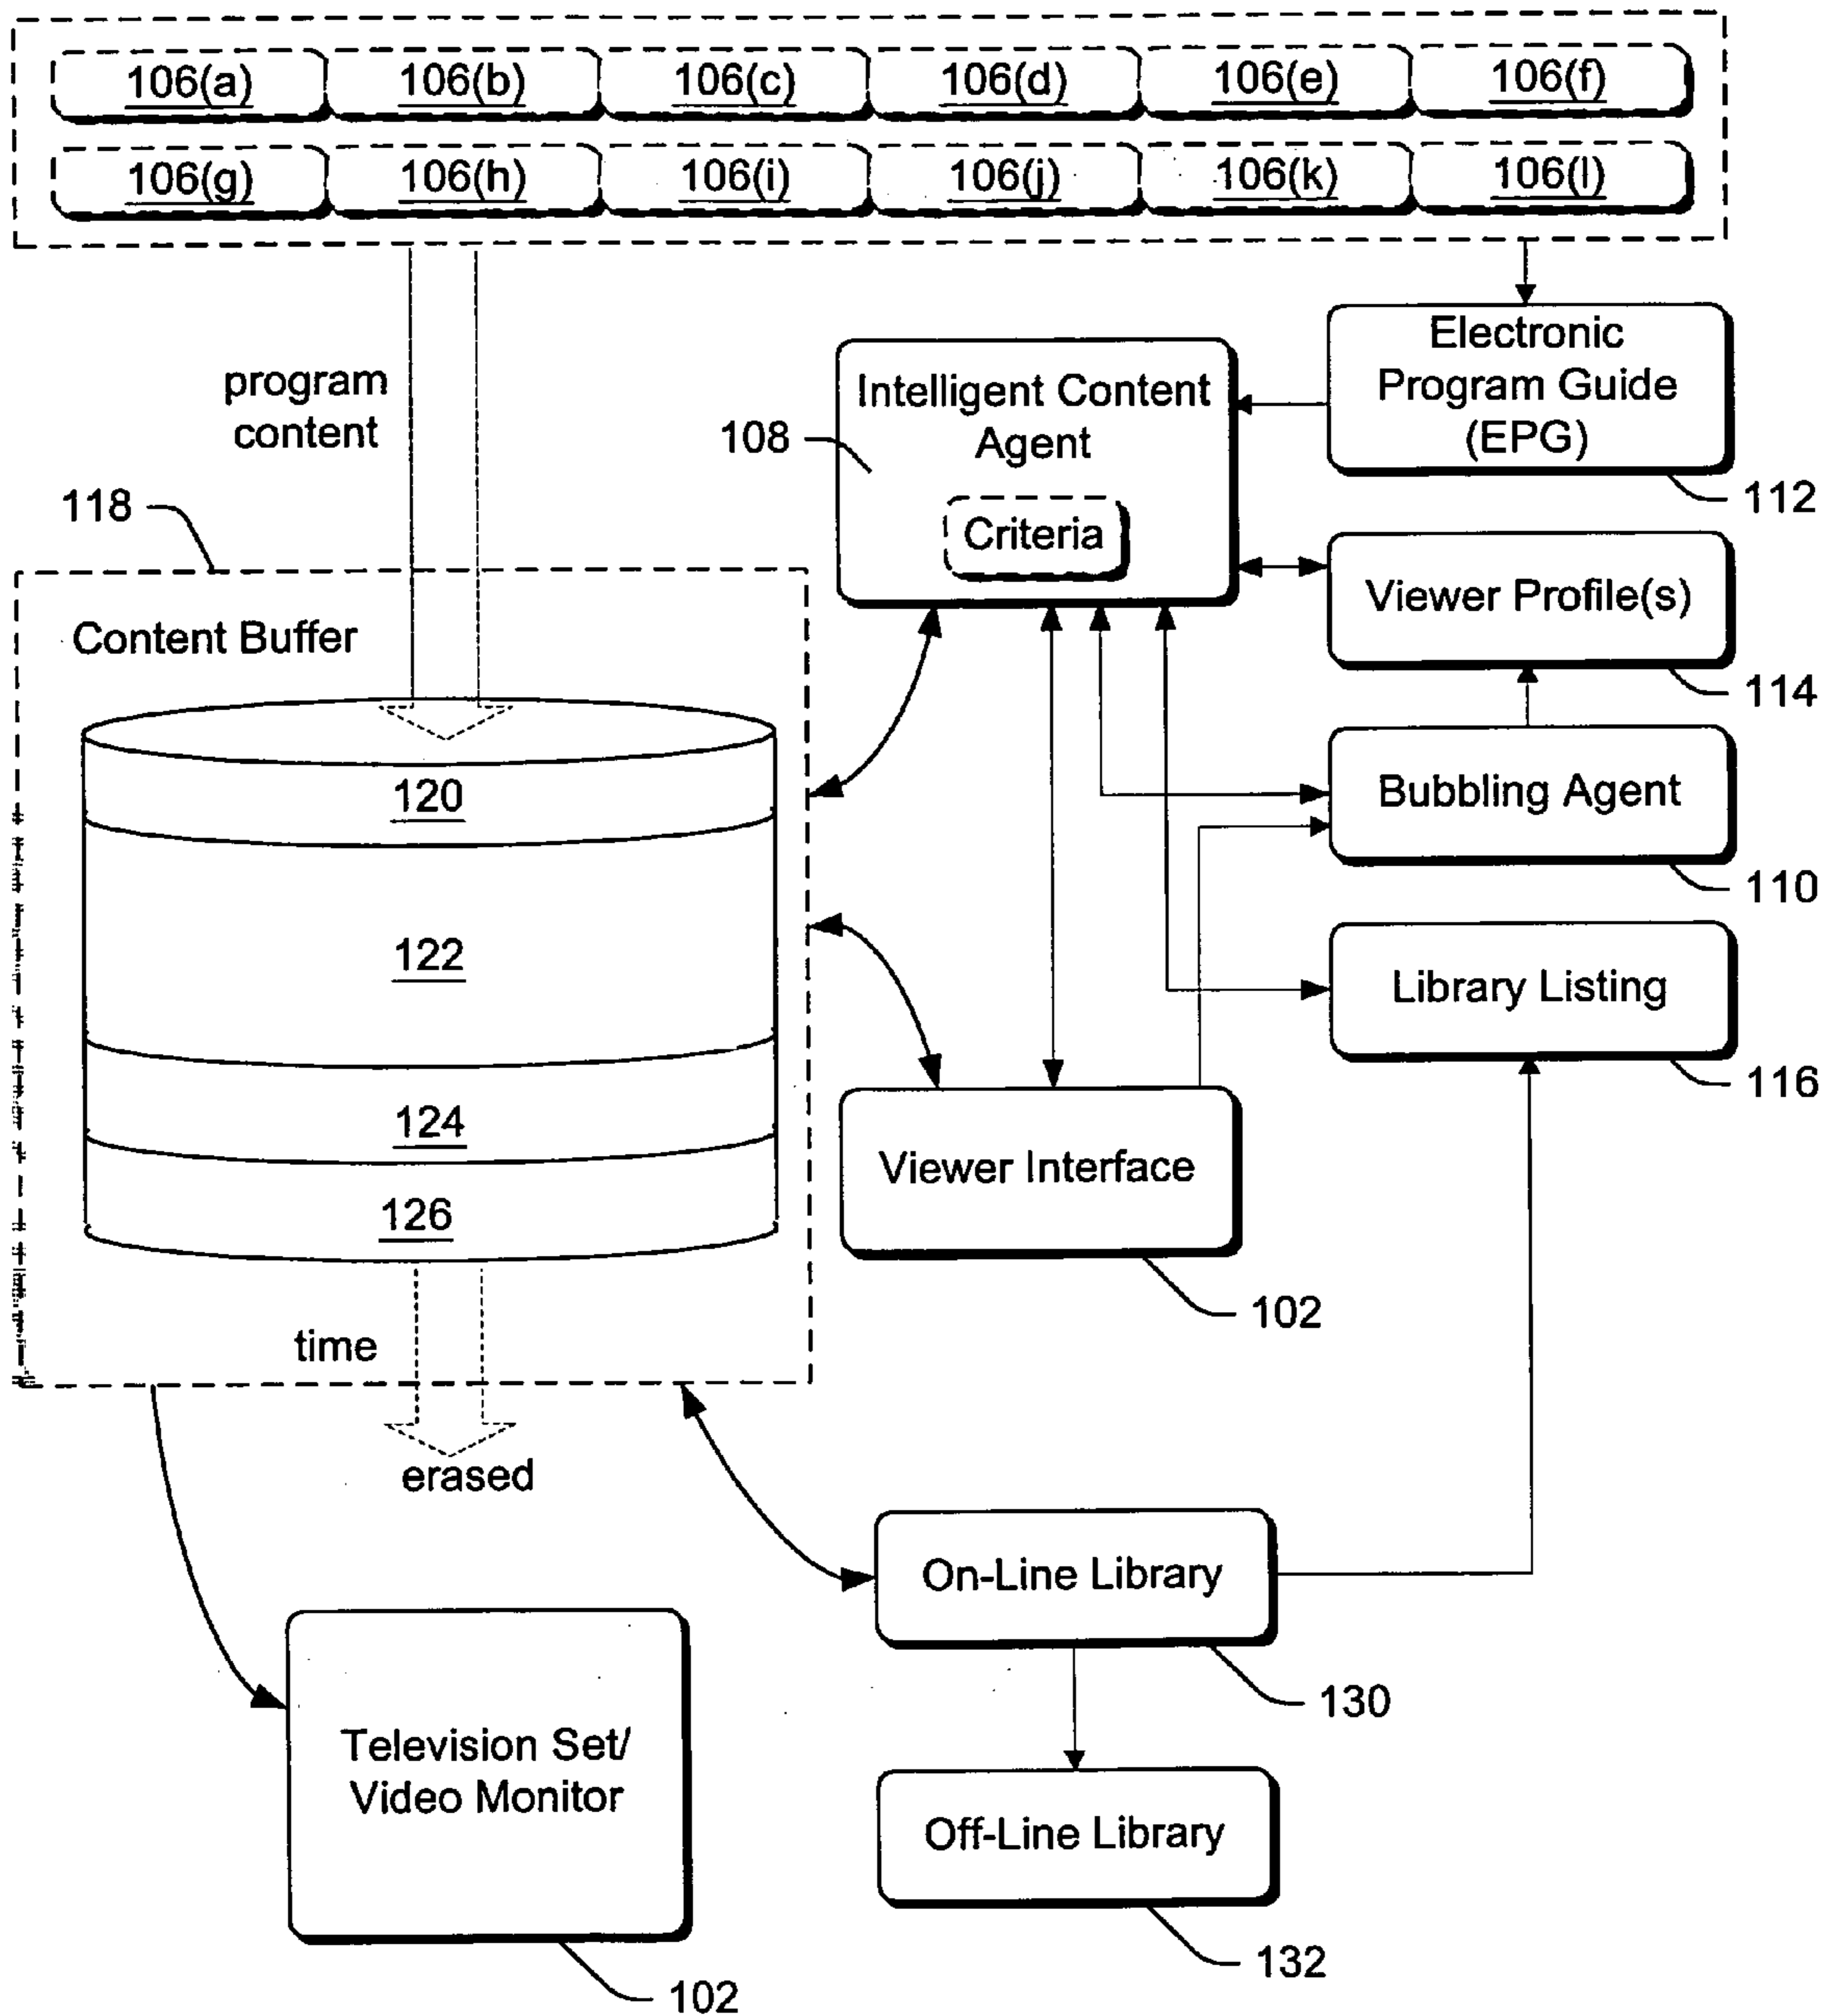 106(a) 106(b) 106(c) 106(d) 106(e) 106(f)
106(g) 106(h) 106(i) 106(j) 106(k) 106(l)
program
content
Electronic
Program Guide
(EPG)
112
Intelligent Content
Agent
108
Criteria
118
Content Buffer
Viewer Profile(s)
114
120
Bubbling Agent
110
122
Library Listing
116
124
Viewer Interface
126
102
time
erased
On-Line Library
130
Television Set/
Video Monitor
102
Off-Line Library
132